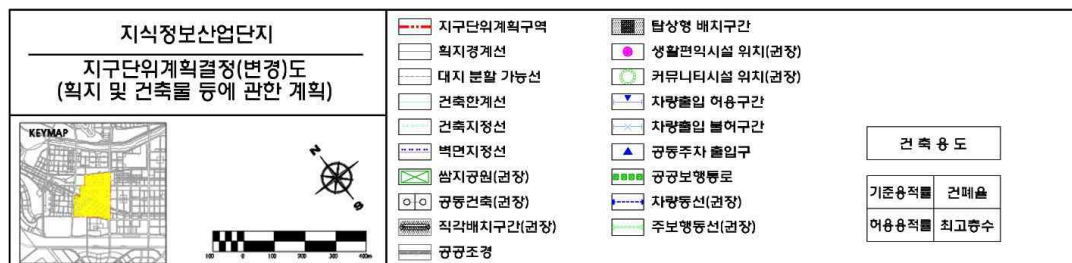 지식정보산업단지
지구단위계획결정(변경)도
(획지 및 건축물 등에 관한 계획)
KEYMAP
N
S
100 0 100 200 300 400m
지구단위계획구역
획지경계선
대지 분할 가능선
건축한계선
건축지정선
벽면지정선
쌈지공원(권장)
공동건축(권장)
직각배치구간(권장)
공공조경
탑상형 배치구간
생활편익시설 위치(권장)
커뮤니티시설 위치(권장)
차량출입 허용구간
차량출입 불허구간
공동주차 출입구
공공보행통로
차량동선(권장)
주보행동선(권장)
건축용도
기준용적률 건폐율
허용용적률 최고층수